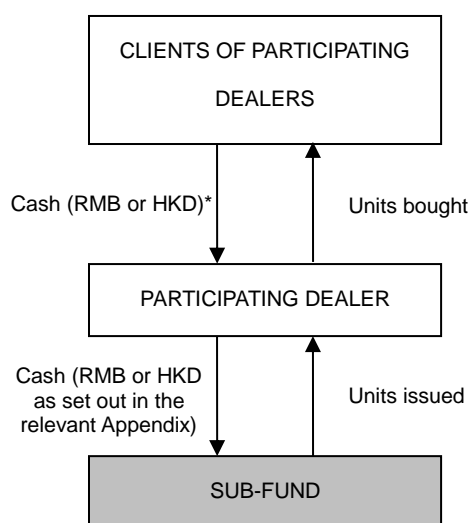 CLIENTS OF PARTICIPATING
DEALERS
Cash (RMB or HKD)*
Units bought
PARTICIPATING DEALER
Cash (RMB or HKD
as set out in the
relevant Appendix)
Units issued
SUB-FUND